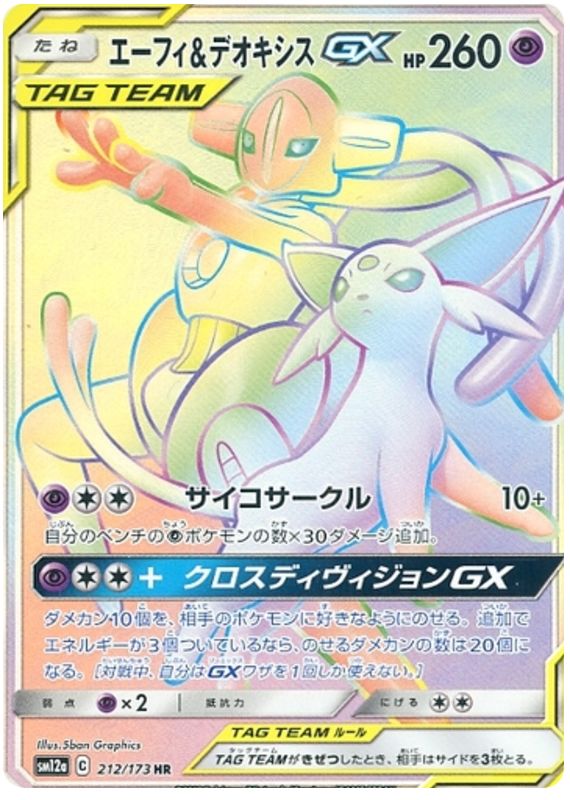 たね エーフィ&デオキシスGX HP260
TAG TEAM
サイコサークル 10+
自分のベンチのポケモンの数×30ダメージ追加。
+ クロスディヴィジョンGX
ダメカン10個を、相手のポケモンに好きなようにのせる。追加で
エネルギーが3個ついているなら、のせるダメカンの数は20個に
なる。[対戦中、自分はGXワザを1回しか使えない。]
弱点 ×2 抵抗力 にげる
Illus.5ban Graphics
TAG TEAM ルール
SM12a C 212/173 HR
TAG TEAMがきぜつしたとき、相手はサイドを3枚とる。